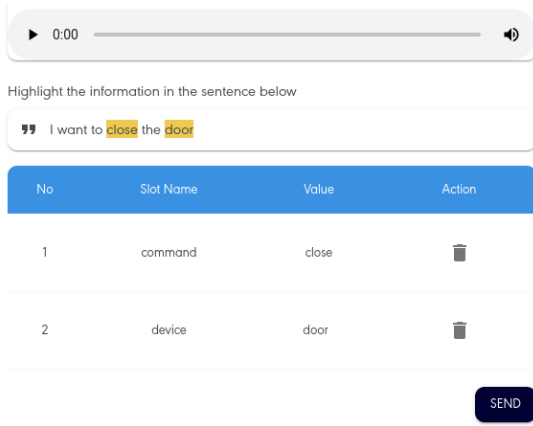 0:00
Highlight the information in the sentence below
" I want to close the door
No Slot Name Value Action
1 command close
2 device door
SEND